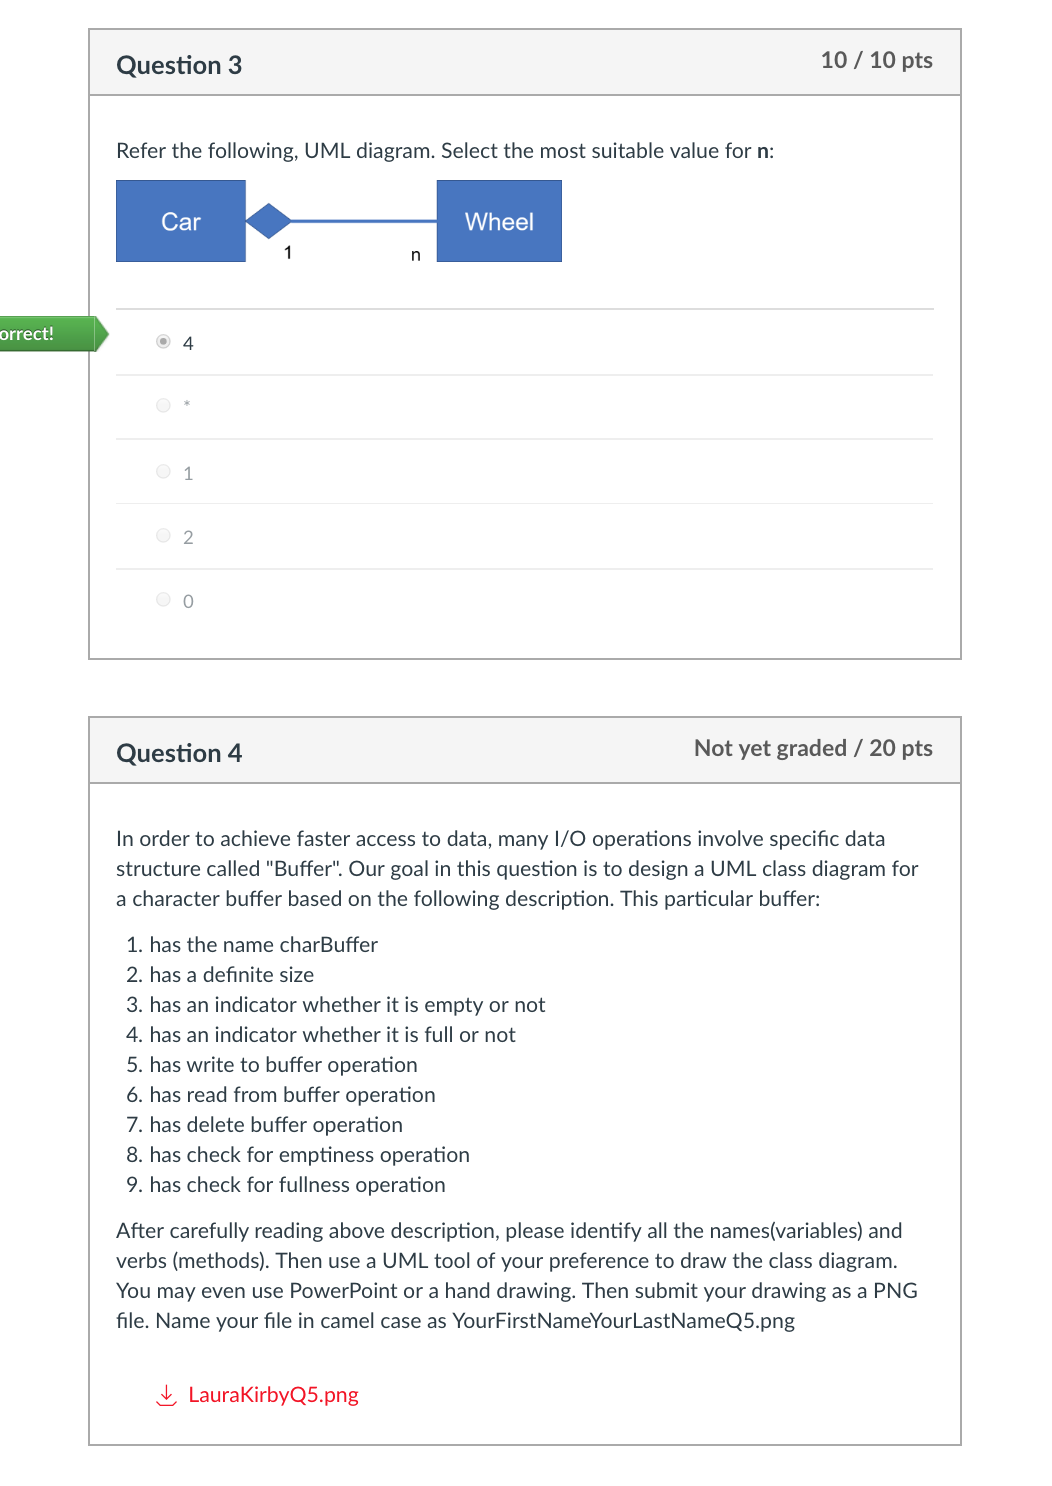 Question 3
10 / 10 pts
Refer the following, UML diagram. Select the most suitable value for n:
Car
Wheel
1
n
orrect!
4
*
1
2
0
Question 4
Not yet graded / 20 pts
In order to achieve faster access to data, many I/O operations involve specific data
structure called "Buffer". Our goal in this question is to design a UML class diagram for
a character buffer based on the following description. This particular buffer:
1. has the name charBuffer
2. has a definite size
3. has an indicator whether it is empty or not
4. has an indicator whether it is full or not
5. has write to buffer operation
6. has read from buffer operation
7. has delete buffer operation
8. has check for emptiness operation
9. has check for fullness operation
After carefully reading above description, please identify all the names(variables) and
verbs (methods). Then use a UML tool of your preference to draw the class diagram.
You may even use PowerPoint or a hand drawing. Then submit your drawing as a PNG
file. Name your file in camel case as YourFirstNameYourLastNameQ5.png
LauraKirbyQ5.png